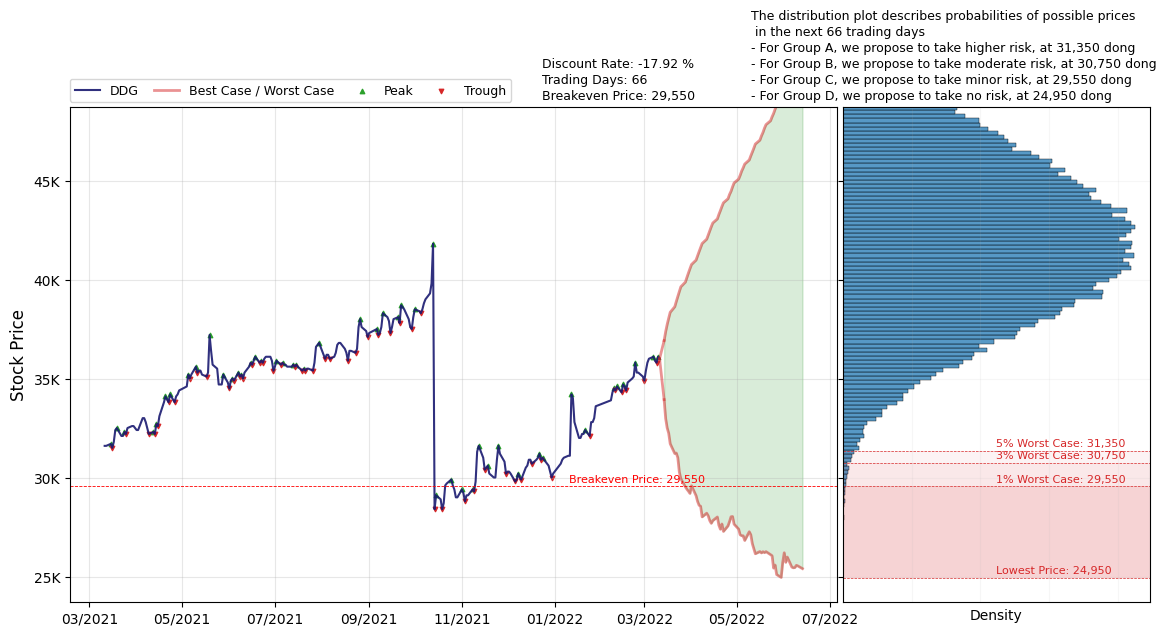 The distribution plot describes probabilities of possible prices
in the next 66 trading days
- For Group A, we propose to take higher risk, at 31,350 dong
- For Group B, we propose to take moderate risk, at 30,750 dong
- For Group C, we propose to take minor risk, at 29,550 dong
- For Group D, we propose to take no risk, at 24,950 dong
Discount Rate: -17.92 %
Trading Days: 66
Breakeven Price: 29,550
DDG Best Case / Worst Case Peak Trough
Stock Price
45K
40K
35K
30K
25K
Breakeven Price: 29,550
5% Worst Case: 31,350
3% Worst Case: 30,750
1% Worst Case: 29,550
Lowest Price: 24,950
03/2021 05/2021 07/2021 09/2021 11/2021 01/2022 03/2022 05/2022 07/2022
Density